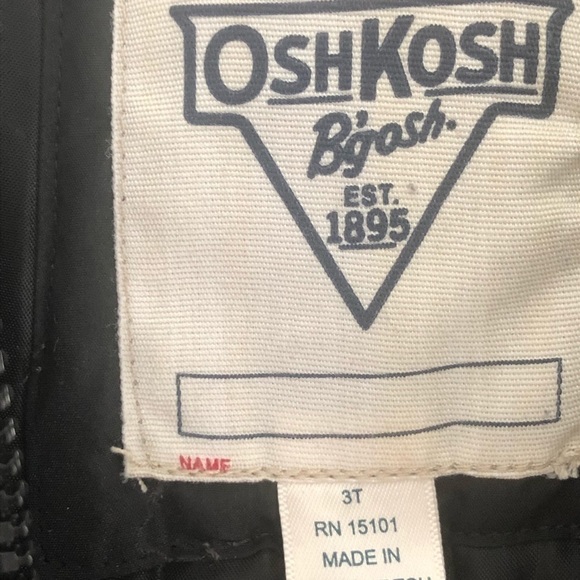 OSHKOSH
B'gosh.
EST.
1895
NAME
3T
RN 15101
MADE IN